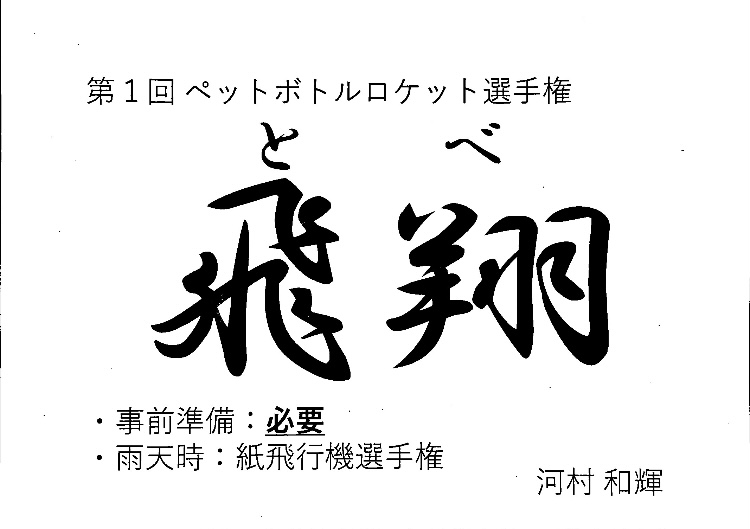 第1回 ペットボトルロケット選手権
とべ
飛翔
・事前準備：必要
・雨天時：紙飛行機選手権
河村 和輝